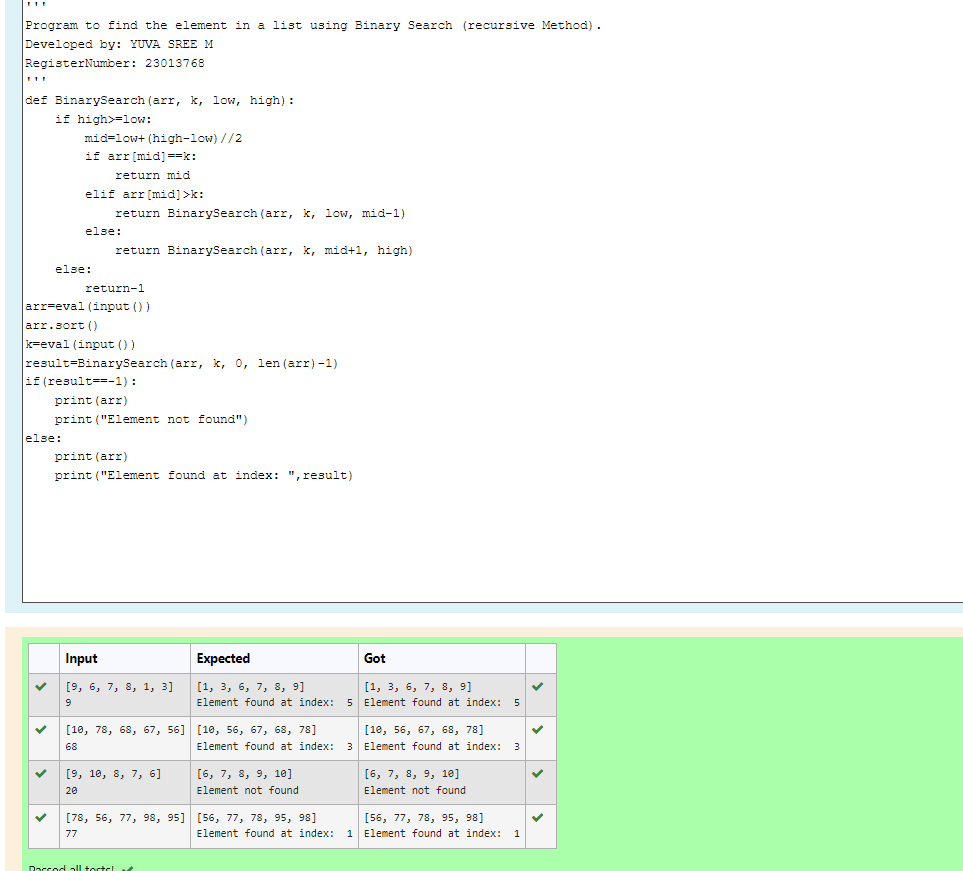 '''
Program to find the element in a list using Binary Search (recursive Method).
Developed by: YUVA SREE M
RegisterNumber: 23013768
'''
def BinarySearch(arr, k, low, high):
    if high>=low:
        mid=low+(high-low)//2
        if arr[mid]==k:
            return mid
        elif arr[mid]>k:
            return BinarySearch(arr, k, low, mid-1)
        else:
            return BinarySearch(arr, k, mid+1, high)
    else:
        return-1
arr=eval(input())
arr.sort()
k=eval(input())
result=BinarySearch(arr, k, 0, len(arr)-1)
if(result==-1):
    print(arr)
    print("Element not found")
else:
    print(arr)
    print("Element found at index: ",result)
Input Expected Got
[9, 6, 7, 8, 1, 3] [1, 3, 6, 7, 8, 9] [1, 3, 6, 7, 8, 9]
9 Element found at index:  5 Element found at index:  5
[10, 78, 68, 67, 56] [10, 56, 67, 68, 78] [10, 56, 67, 68, 78]
68 Element found at index:  3 Element found at index:  3
[9, 10, 8, 7, 6] [6, 7, 8, 9, 10] [6, 7, 8, 9, 10]
20 Element not found Element not found
[78, 56, 77, 98, 95] [56, 77, 78, 95, 98] [56, 77, 78, 95, 98]
77 Element found at index:  1 Element found at index:  1
Passed all tests!